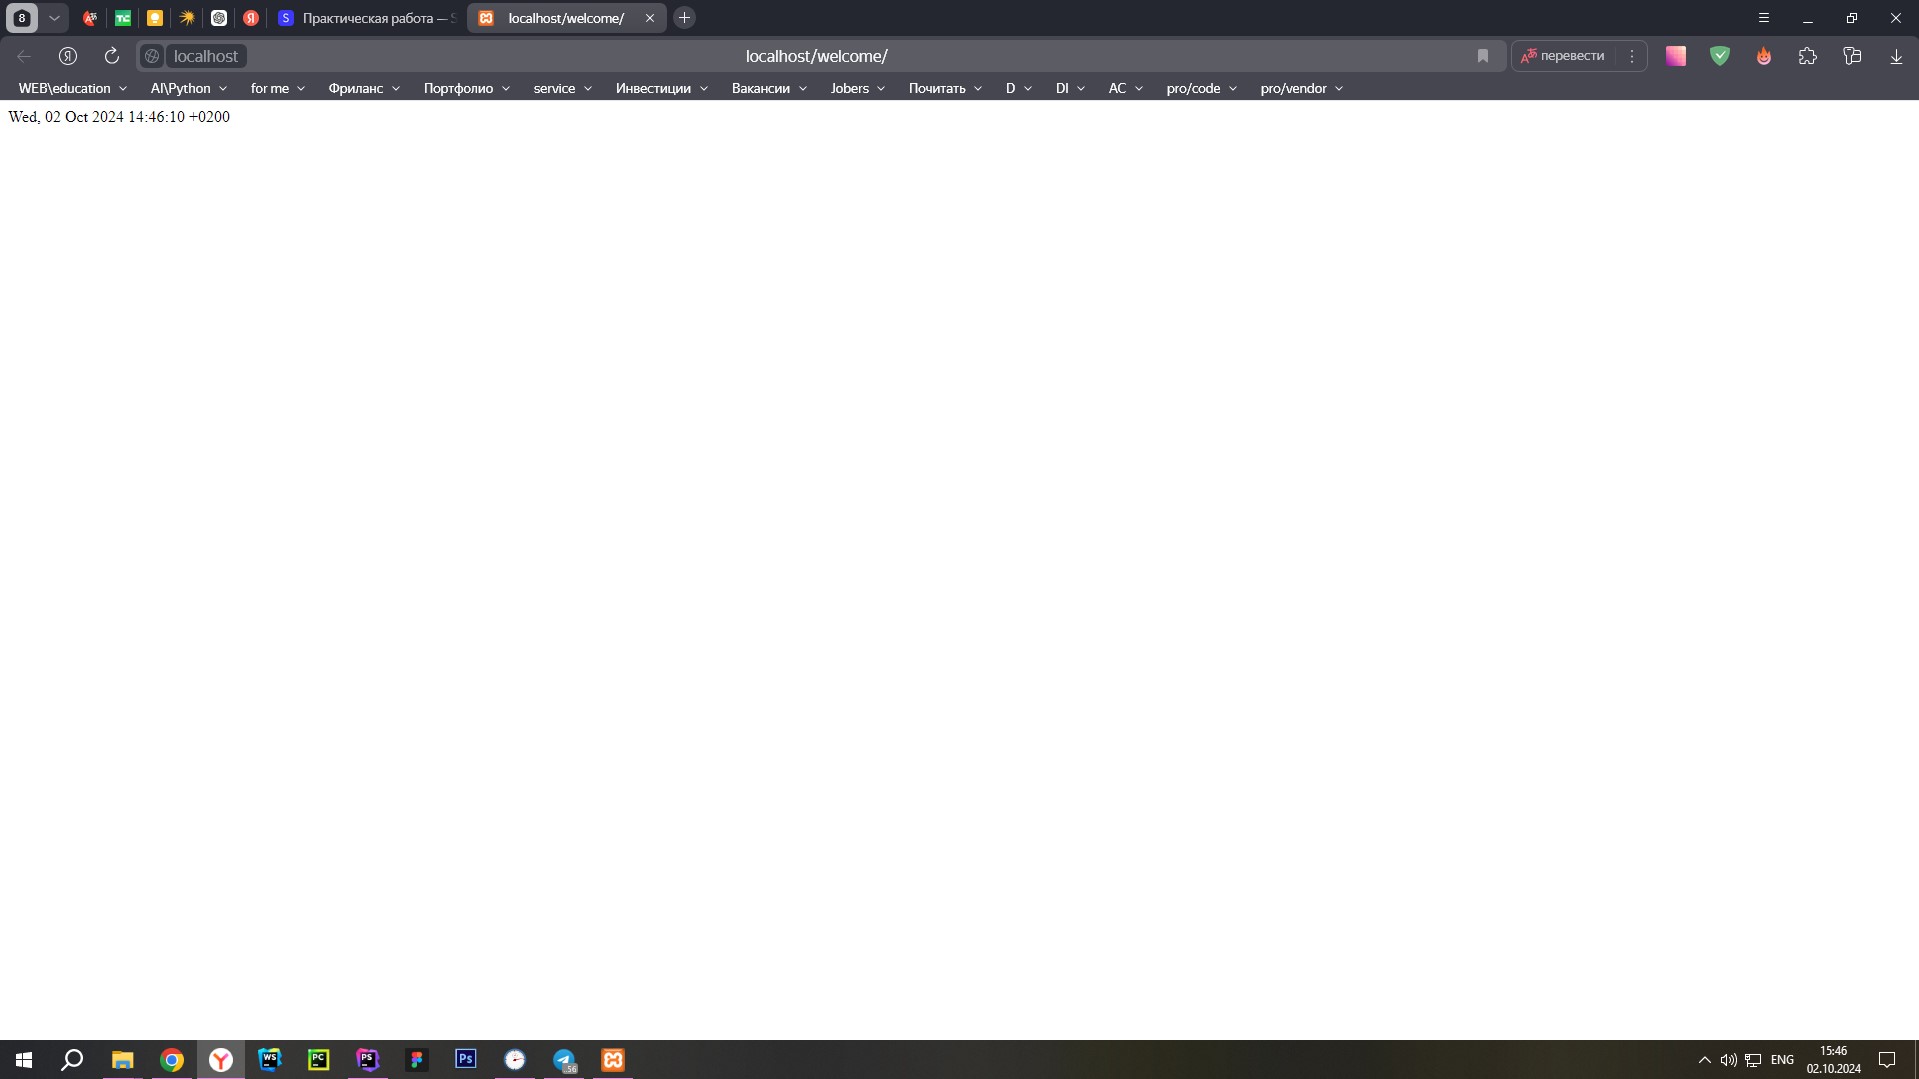 8
Практическая работа — S
localhost/welcome/
localhost
localhost/welcome/
перевести
WEB\education
AI\Python
for me
Фриланс
Портфолио
service
Инвестиции
Вакансии
Jobers
Почитать
D
DI
AC
pro/code
pro/vendor
Wed, 02 Oct 2024 14:46:10 +0200
ENG
15:46
02.10.2024